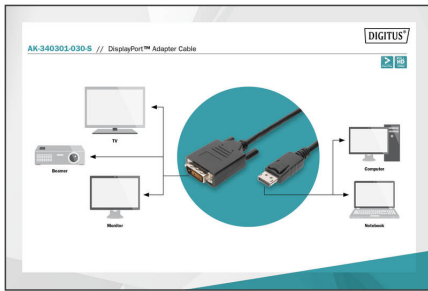 DIGITUS®
AK-340301-030-S // DisplayPort™ Adapter Cable
TV
Beamer
Monitor
Computer
Notebook